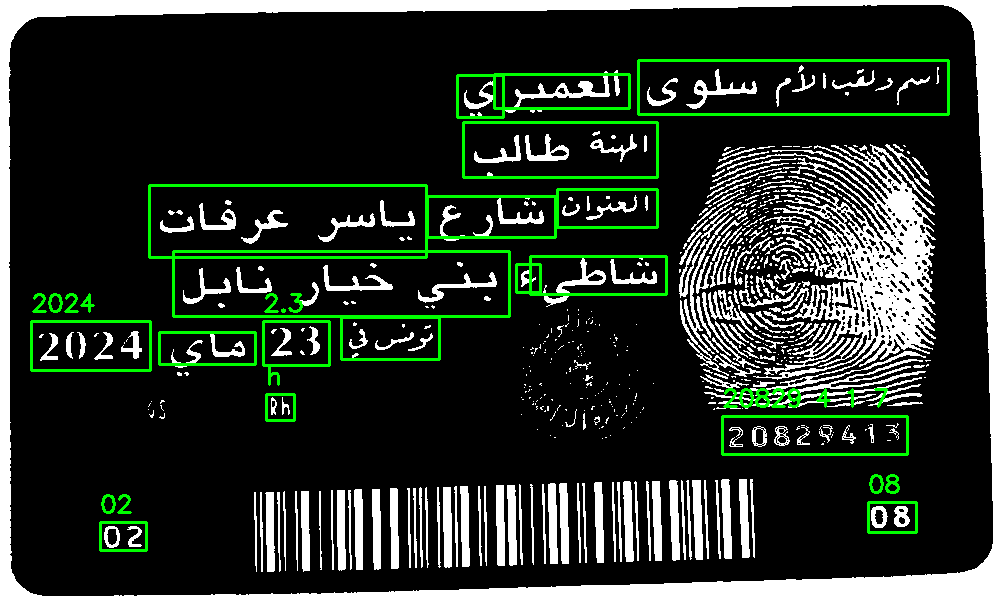 اسم ولقب الأم سلوى العميري
المهنة طالب
العنوان شارع ياسر عرفات
شاطىء بني خيار نابل
2024
2.3
تونس في 23 ماي 2024
h
Rh
20829 4 1 7
20829413
02
08
02
08